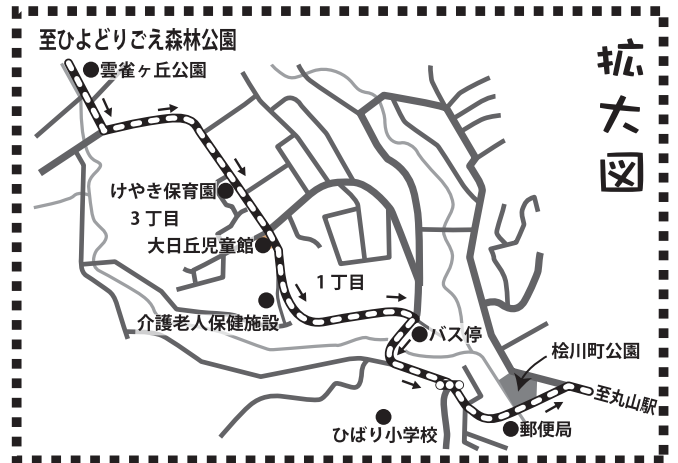 至ひよどりごえ森林公園
雲雀ヶ丘公園
拡大図
けやき保育園
3丁目
大日丘児童館
1丁目
介護老人保健施設
バス停
桧川町公園
至丸山駅
ひばり小学校
郵便局